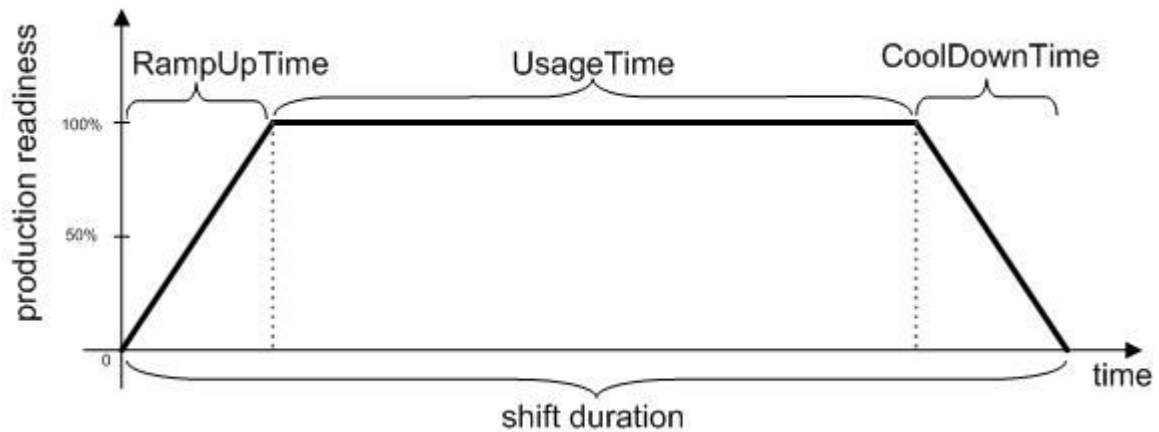 production readiness
RampUpTime
UsageTime
CoolDownTime
100%
50%
0
time
shift duration